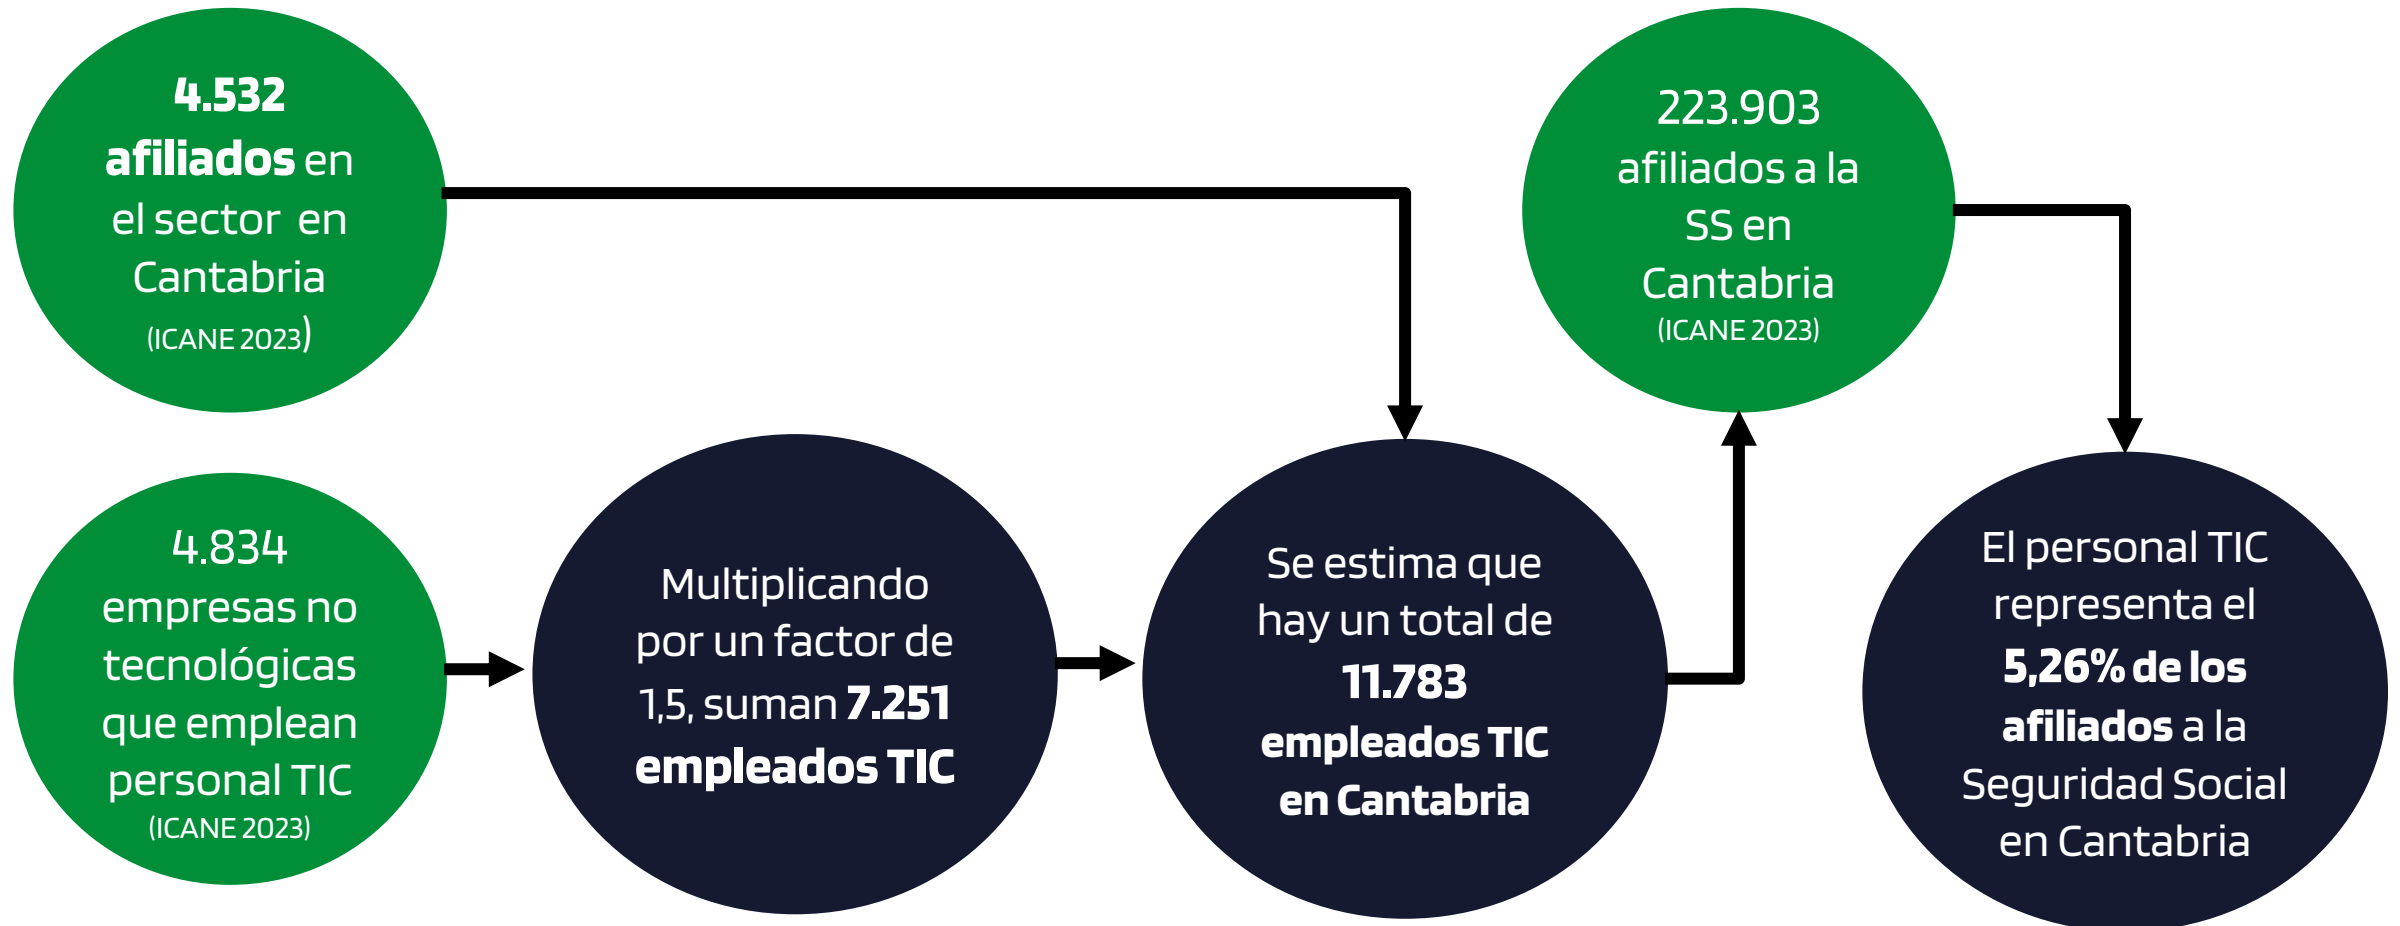 4.532
afiliados en
el sector en
Cantabria
(ICANE 2023)
4.834
empresas no
tecnológicas
que emplean
personal TIC
(ICANE 2023)
Multiplicando
por un factor de
1,5, suman 7.251
empleados TIC
Se estima que
hay un total de
11.783
empleados TIC
en Cantabria
223.903
afiliados a la
SS en
Cantabria
(ICANE 2023)
El personal TIC
representa el
5,26% de los
afiliados a la
Seguridad Social
en Cantabria